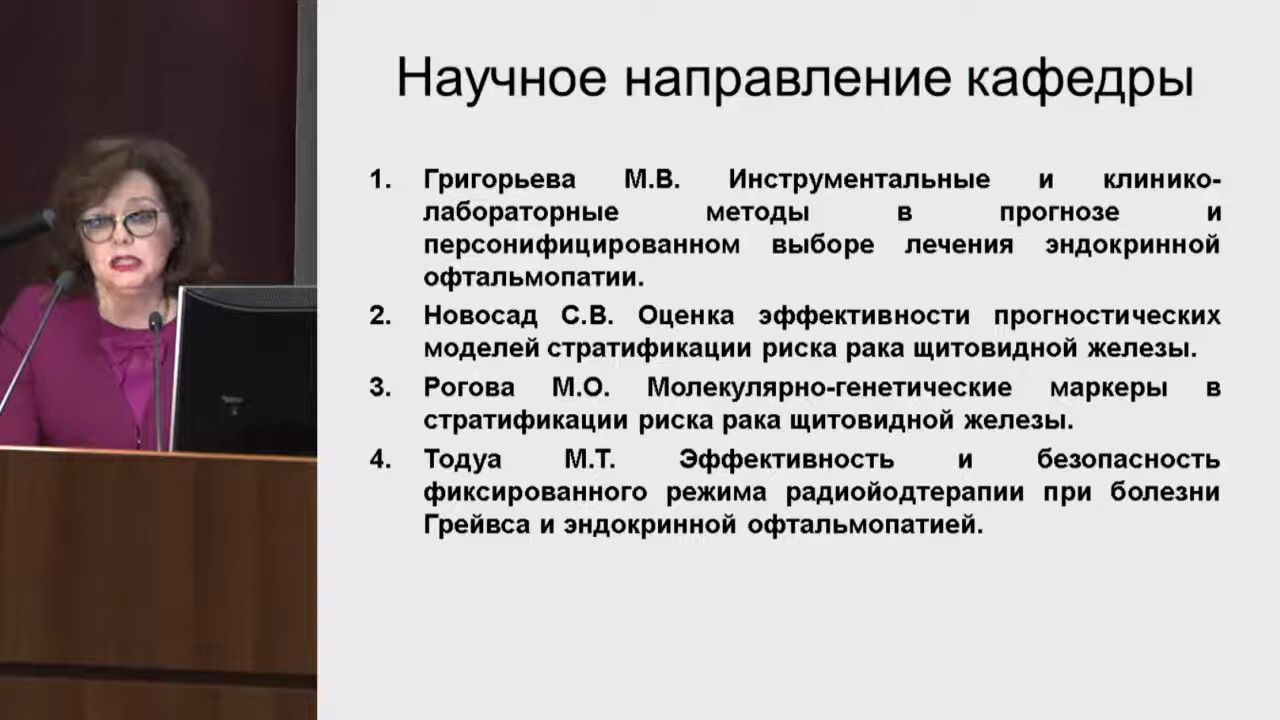 Научное направление кафедры
1. Григорьева М.В. Инструментальные и клинико-
лабораторные методы в прогнозе и
персонифицированном выборе лечения эндокринной
офтальмопатии.
2. Новосад С.В. Оценка эффективности прогностических
моделей стратификации риска рака щитовидной железы.
3. Рогова М.О. Молекулярно-генетические маркеры в
стратификации риска рака щитовидной железы.
4. Тодуа М.Т. Эффективность и безопасность
фиксированного режима радиойодтерапии при болезни
Грейвса и эндокринной офтальмопатией.